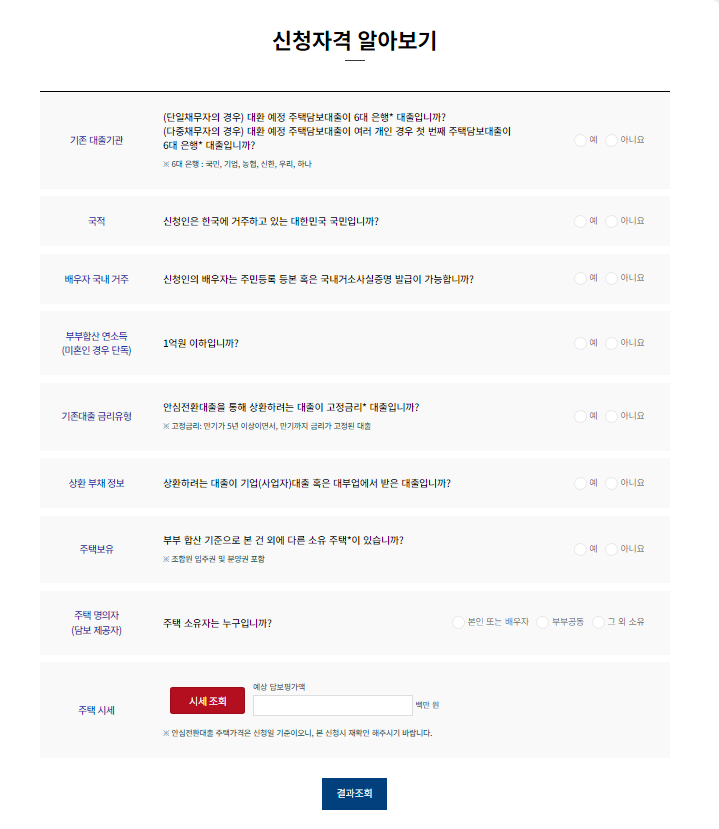 신청자격 알아보기
기존 대출기관
(단일채무자의 경우) 대환 예정 주택담보대출이 6대 은행* 대출입니까?
(다중채무자의 경우) 대환 예정 주택담보대출이 여러 개인 경우 첫 번째 주택담보대출이
6대 은행* 대출입니까?
※ 6대 은행 : 국민, 기업, 농협, 신한, 우리, 하나
예 아니요
국적
신청인은 한국에 거주하고 있는 대한민국 국민입니까?
예 아니요
배우자 국내 거주
신청인의 배우자는 주민등록 등본 혹은 국내거소사실증명 발급이 가능합니까?
예 아니요
부부합산 연소득
(미혼인 경우 단독)
1억원 이하입니까?
예 아니요
기존대출 금리유형
안심전환대출을 통해 상환하려는 대출이 고정금리* 대출입니까?
※ 고정금리: 만기가 5년 이상이면서, 만기까지 금리가 고정된 대출
예 아니요
상환 부채 정보
상환하려는 대출이 기업(사업자)대출 혹은 대부업에서 받은 대출입니까?
예 아니요
주택보유
부부 합산 기준으로 본 건 외에 다른 소유 주택*이 있습니까?
※ 조합원 입주권 및 분양권 포함
예 아니요
주택 명의자
(담보 제공자)
주택 소유자는 누구입니까?
본인 또는 배우자 부부공동 그 외 소유
주택 시세
시세 조회
예상 담보평가액
백만 원
※ 안심전환대출 주택가격은 신청일 기준이오니, 본 신청시 재확인 해주시기 바랍니다.
결과조회